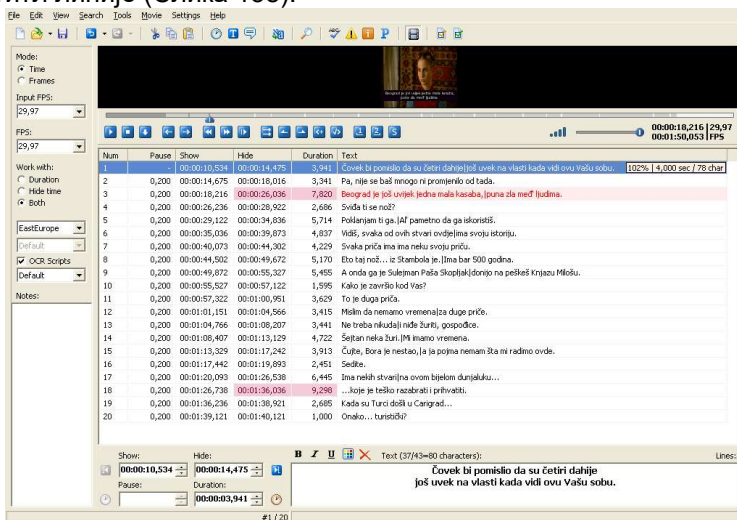 File Edit View Search Tools Movie Settings Help
Mode:
Time
Frames
Input FPS:
29,97
FPS:
29,97
Work with:
Duration
Hide time
Both
EastEurope
Default
OCR Scripts
Default
Notes:
00:00:18,216 29,97
00:01:50,053 FPS
Num Pause Show Hide Duration Text
1 - 00:00:10,534 00:00:14,475 3,941 Čovek bi pomislio da su četiri dahije|još uvek na vlasti kada vidi ovu Vašu sobu. 102% | 4,000 sec / 78 char
2 0,200 00:00:14,675 00:00:18,016 3,341 Pa, nije se baš mnogo ni promjenilo od tada.
3 0,200 00:00:18,216 00:00:26,036 7,820 Beograd je još uvijek jedna mala kasaba,|puna zla međ' ljudima.
4 0,200 00:00:26,236 00:00:28,922 2,686 Sviđa ti se nož?
5 0,200 00:00:29,122 00:00:34,836 5,714 Poklanjam ti ga.|Al' pametno da ga iskoristiš.
6 0,200 00:00:35,036 00:00:39,873 4,837 Vidiš, svaka od ovih stvari ovdje|ima svoju istoriju.
7 0,200 00:00:40,073 00:00:44,302 4,229 Svaka priča ima ima neku svoju priču.
8 0,200 00:00:44,502 00:00:49,672 5,170 Eto taj nož... iz Stambola je.|Ima bar 500 godina.
9 0,200 00:00:49,872 00:00:55,327 5,455 A onda ga je Sulejman Paša Skopljak|donijo na peškeš Knjazu Milošu.
10 0,200 00:00:55,527 00:00:57,122 1,595 Kako je završio kod Vas?
11 0,200 00:00:57,322 00:01:00,951 3,629 To je duga priča.
12 0,200 00:01:01,151 00:01:04,566 3,415 Mislim da nemamo vremena|za duge priče.
13 0,200 00:01:04,766 00:01:08,207 3,441 Ne treba nikuda|i niđe žuriti, gospođice.
14 0,200 00:01:08,407 00:01:13,129 4,722 Šejtan neka žuri.|Mi imamo vremena.
15 0,200 00:01:13,329 00:01:17,242 3,913 Čujte, Bora je nestao,|a ja pojma nemam šta mi radimo ovde.
16 0,200 00:01:17,442 00:01:19,893 2,451 Sedite.
17 0,200 00:01:20,093 00:01:26,538 6,445 Ima nekih stvari|na ovom bijelom dunjaluku...
18 0,200 00:01:26,738 00:01:36,036 9,298 ...koje je teško razabrati i prihvatiti.
19 0,200 00:01:36,236 00:01:38,921 2,685 Kada su Turci došli u Carigrad...
20 0,200 00:01:39,121 00:01:40,121 1,000 Onako... turistički?
Show: Hide: B I U Text (37/43=80 characters): Lines:
00:00:10,534 00:00:14,475
Pause: Duration:
00:00:03,941
Čovek bi pomislio da su četiri dahije
još uvek na vlasti kada vidi ovu Vašu sobu.
#1 / 20